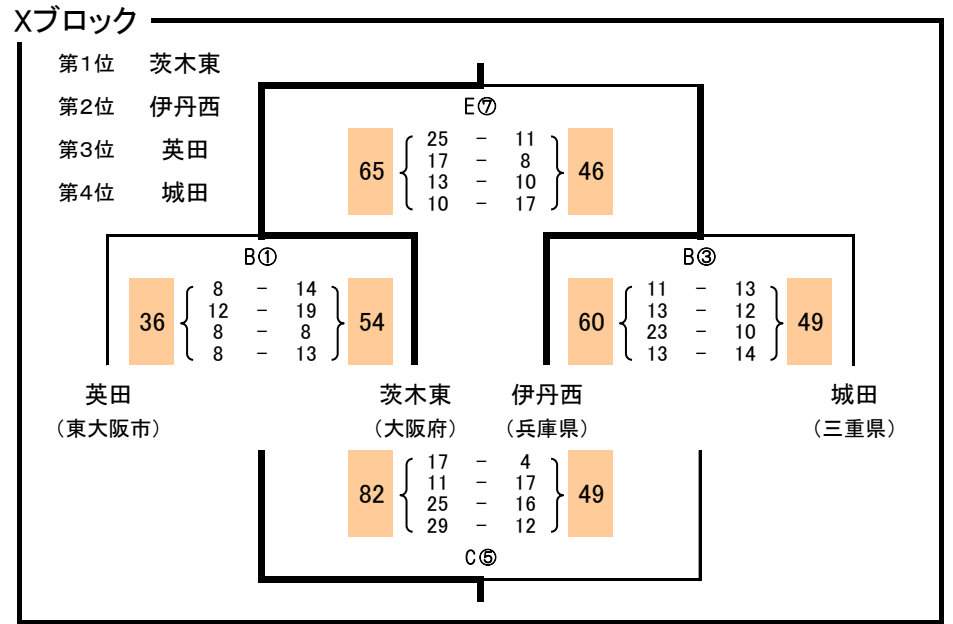 Xブロック
第1位 茨木東
第2位 伊丹西
第3位 英田
第4位 城田
E⑦
65 46
25 - 11
17 - 8
13 - 10
10 - 17
B①
36 54
8 - 14
12 - 19
8 - 8
8 - 13
B③
60 49
11 - 13
13 - 12
23 - 10
13 - 14
英田 茨木東 伊丹西 城田
（東大阪市） （大阪府） （兵庫県） （三重県）
82 49
17 - 4
11 - 17
25 - 16
29 - 12
C⑤